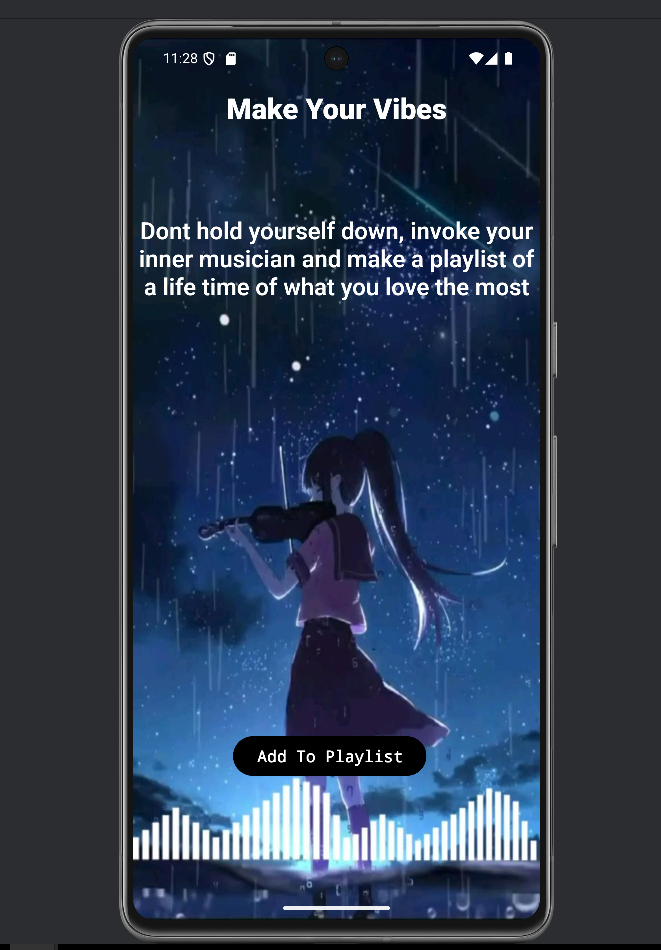 11:28
Make Your Vibes
Dont hold yourself down, invoke your
inner musician and make a playlist of
a life time of what you love the most
Add To Playlist